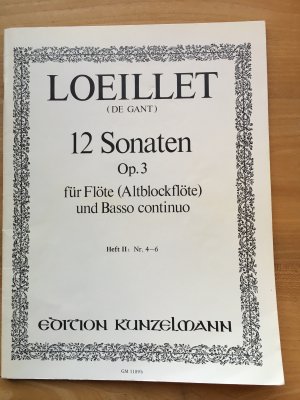 LOEILLET
(DE GANT)
12 Sonaten
Op. 3
für Flöte (Altblockflöte)
und Basso continuo
Heft II: Nr. 4–6
EDITION KUNZELMANN